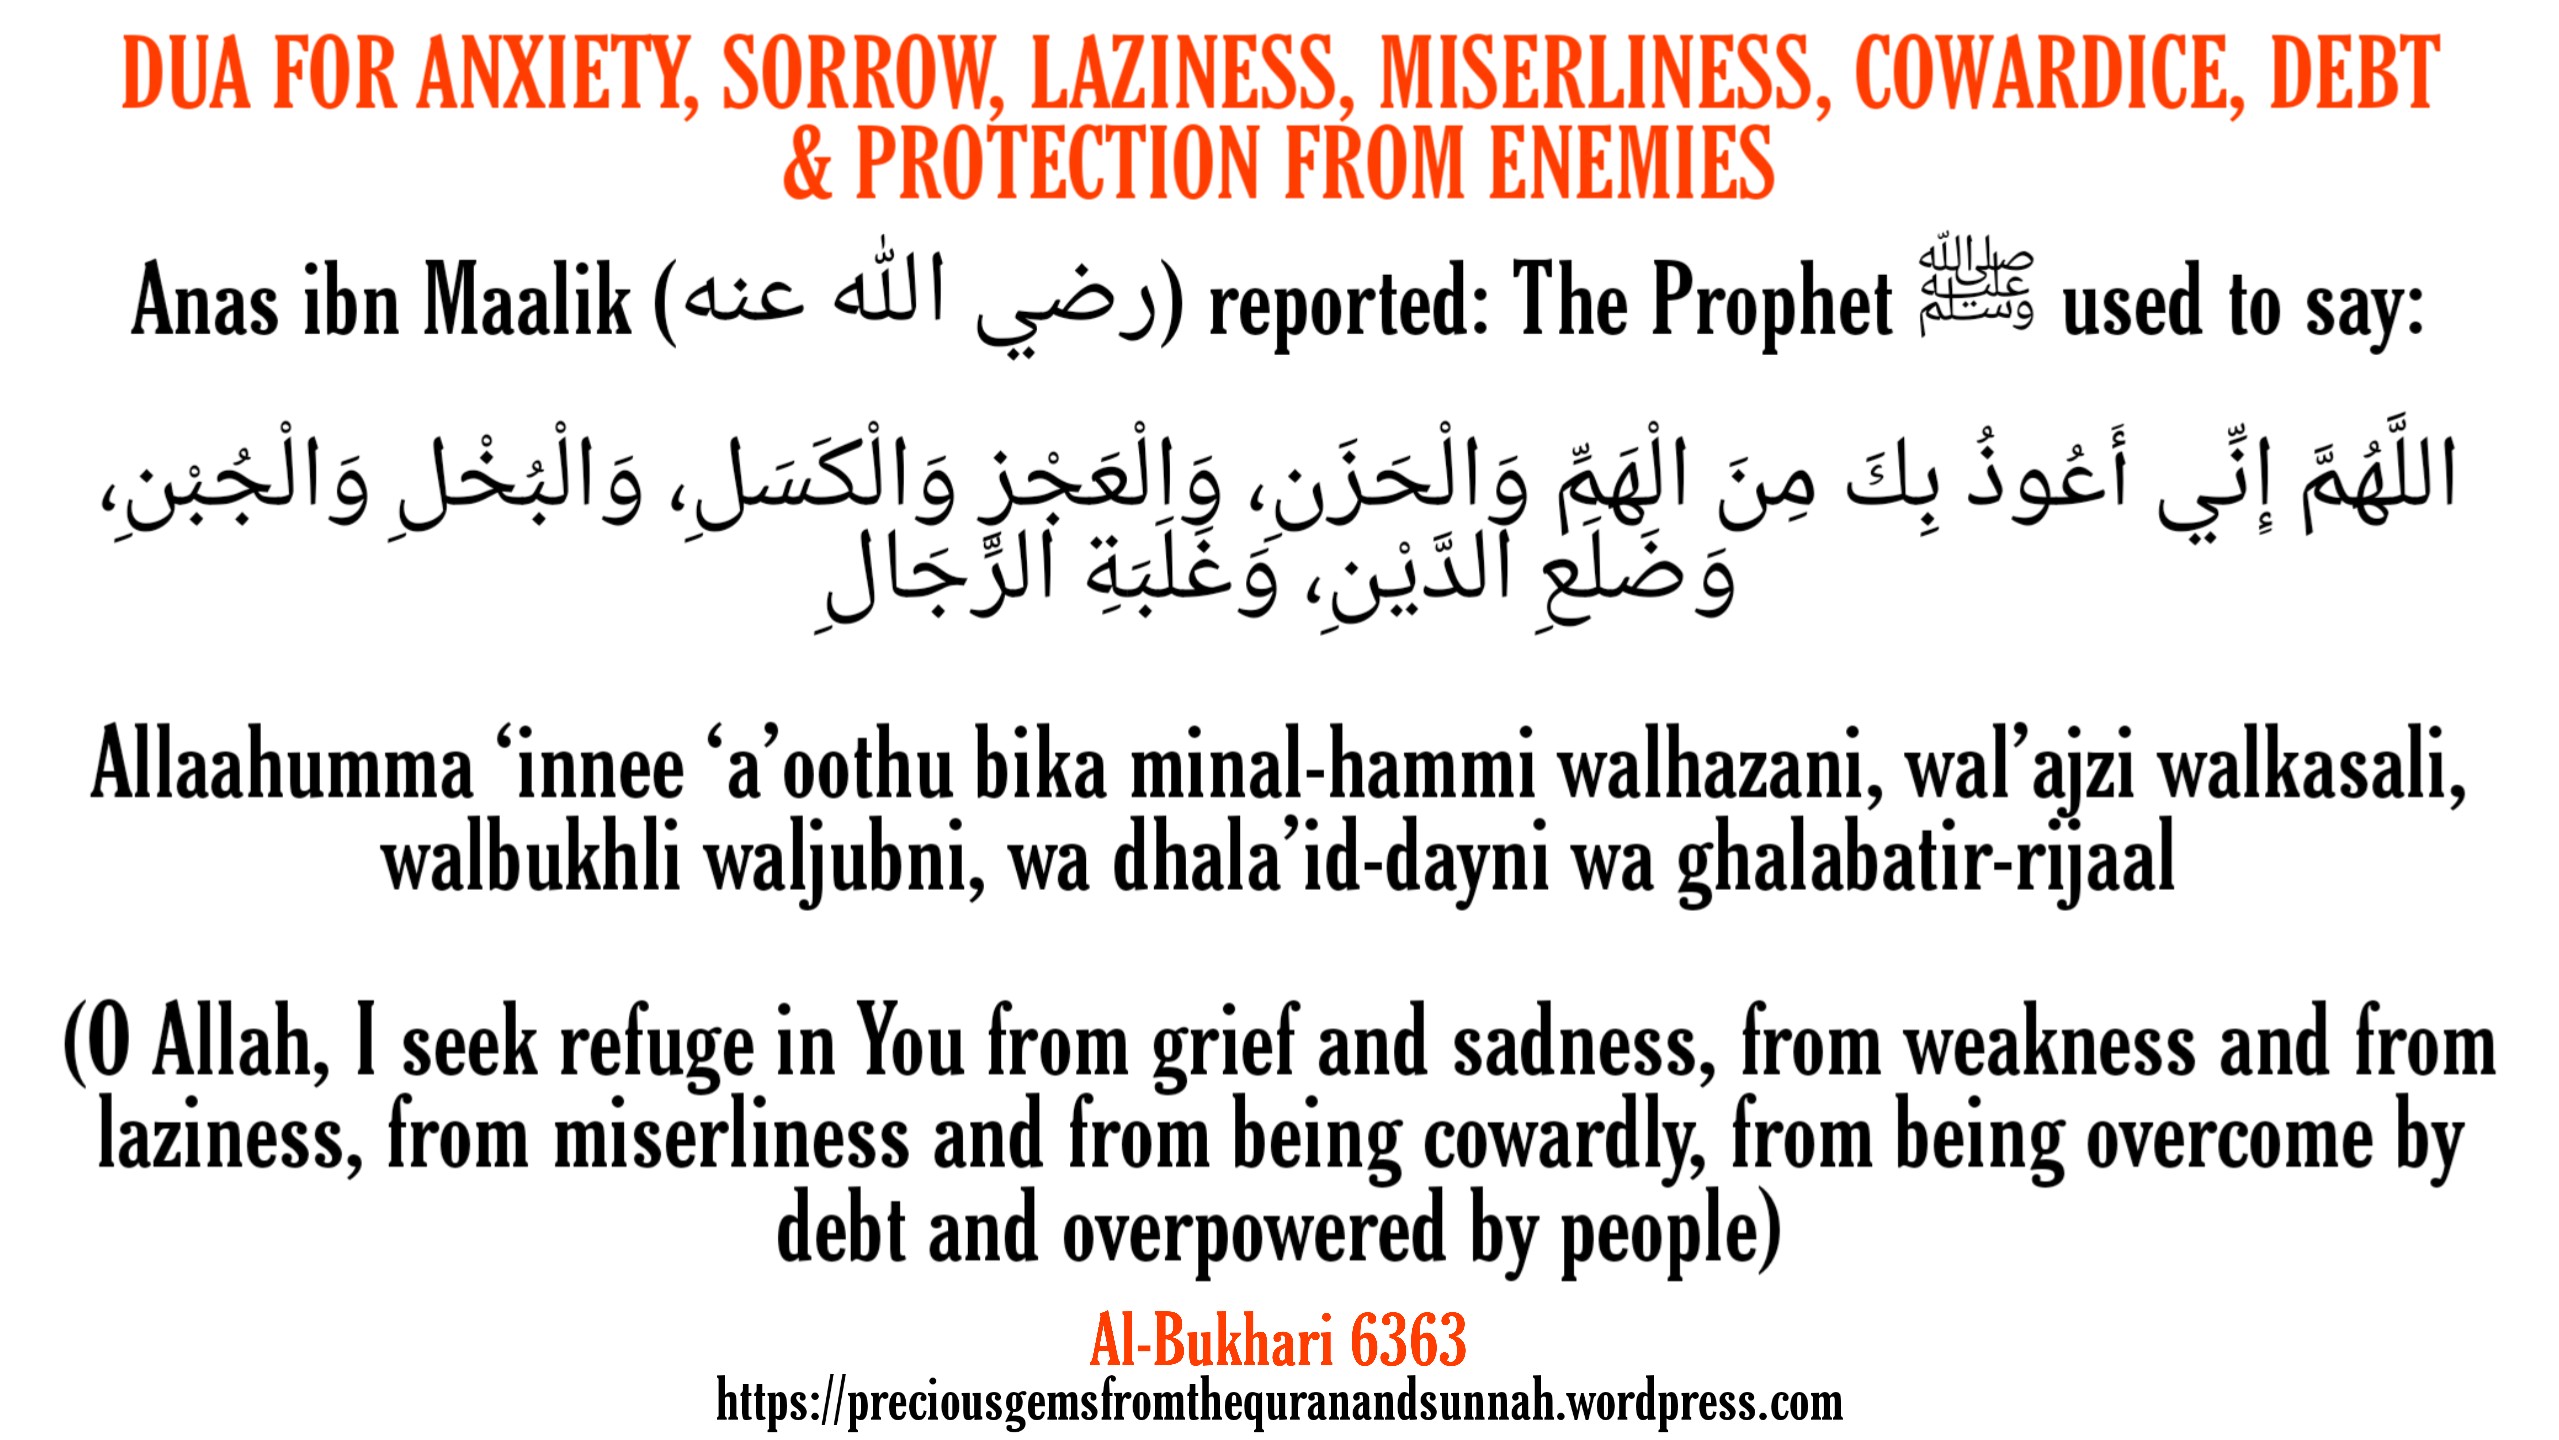 DUA FOR ANXIETY, SORROW, LAZINESS, MISERLINESS, COWARDICE, DEBT
& PROTECTION FROM ENEMIES
Anas ibn Maalik (رضي الله عنه) reported: The Prophet ﷺ used to say:
اللَّهُمَّ إِنِّي أَعُوذُ بِكَ مِنَ الْهَمِّ وَالْحَزَنِ، وَالْعَجْزِ وَالْكَسَلِ، وَالْبُخْلِ وَالْجُبْنِ،
وَضَلَعِ الدَّيْنِ، وَغَلَبَةِ الرِّجَالِ
Allaahumma ‘innee ‘a’oothu bika minal-hammi walhazani, wal’ajzi walkasali,
walbukhli waljubni, wa dhala’id-dayni wa ghalabatir-rijaal
(O Allah, I seek refuge in You from grief and sadness, from weakness and from
laziness, from miserliness and from being cowardly, from being overcome by
debt and overpowered by people)
Al-Bukhari 6363
https://preciousgemsfromthequranandsunnah.wordpress.com